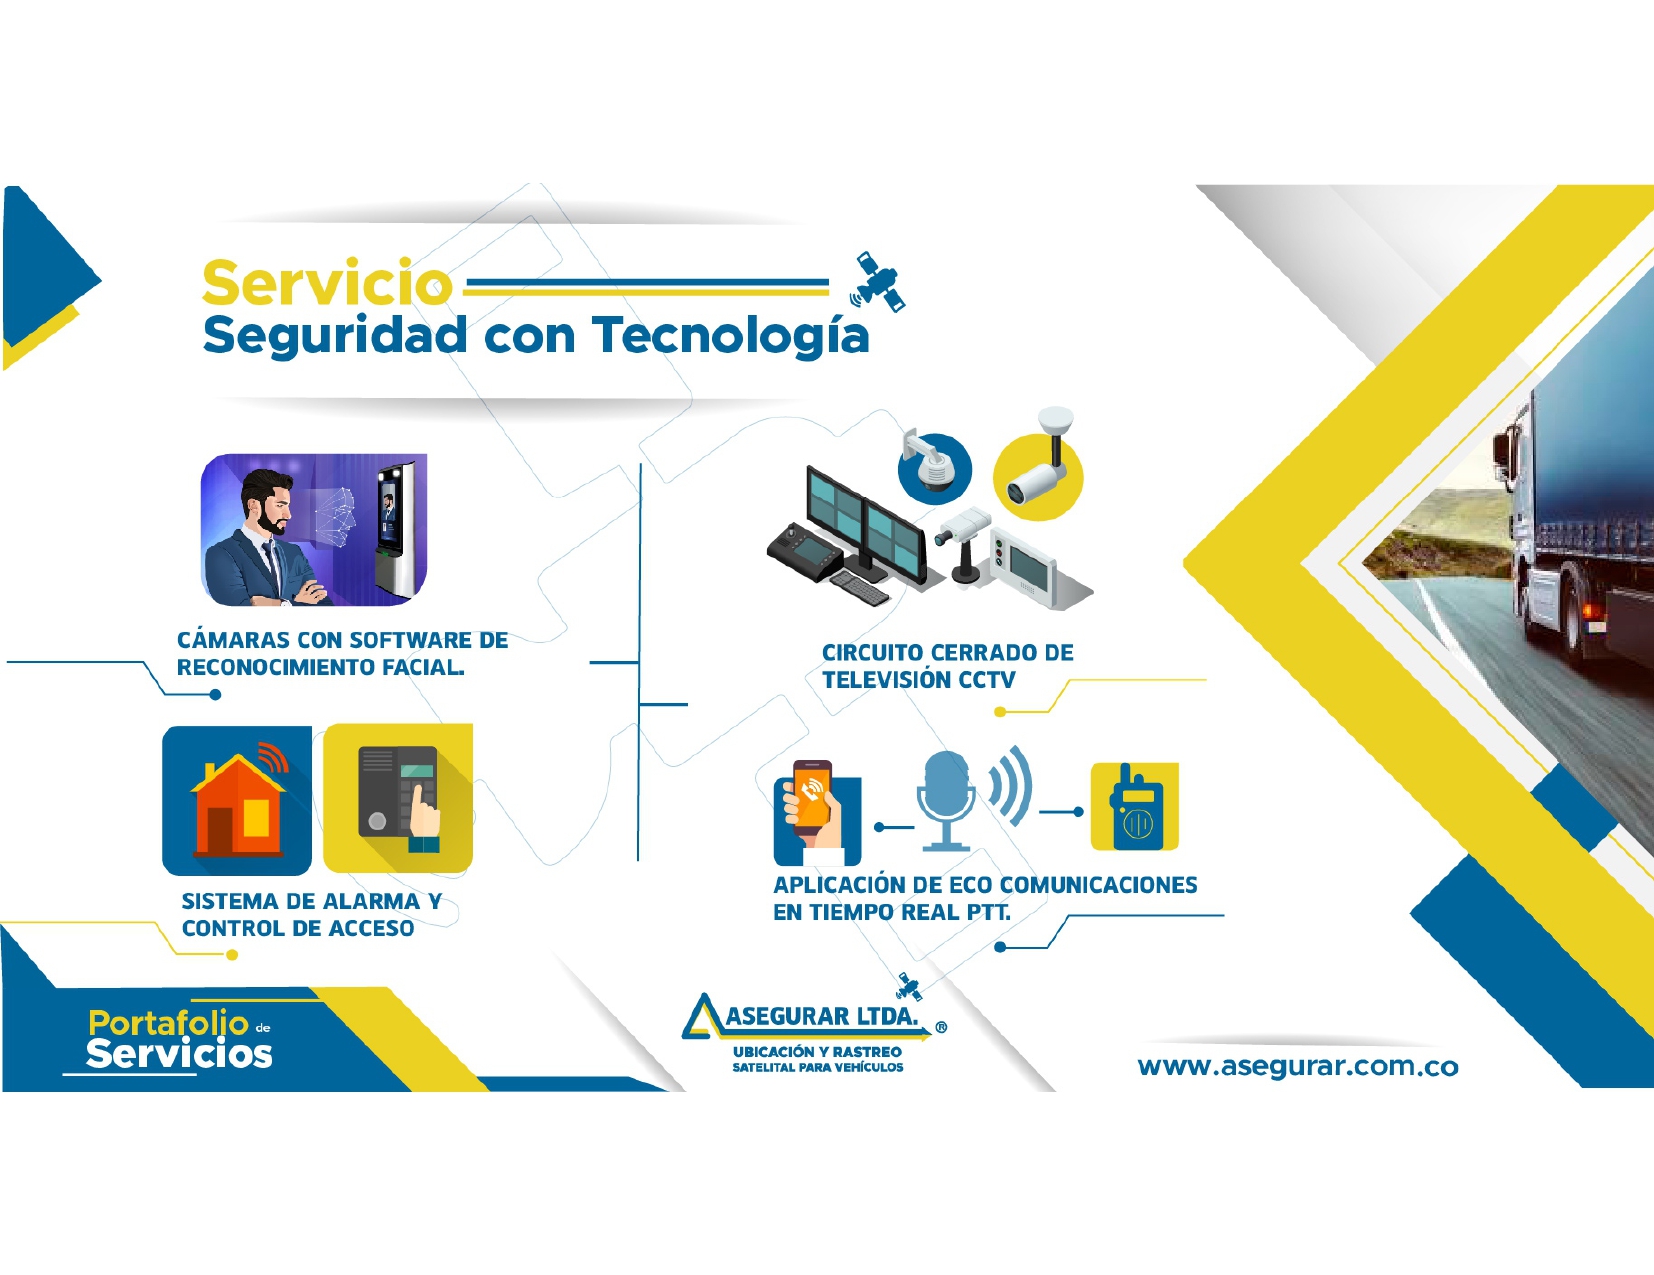 Servicio
Seguridad con Tecnología
CÁMARAS CON SOFTWARE DE
RECONOCIMIENTO FACIAL.
CIRCUITO CERRADO DE
TELEVISIÓN CCTV
SISTEMA DE ALARMA Y
CONTROL DE ACCESO
APLICACIÓN DE ECO COMUNICACIONES
EN TIEMPO REAL PTT.
Portafolio de
Servicios
ASEGURAR LTDA. ®
UBICACIÓN Y RASTREO
SATELITAL PARA VEHÍCULOS
www.asegurar.com.co